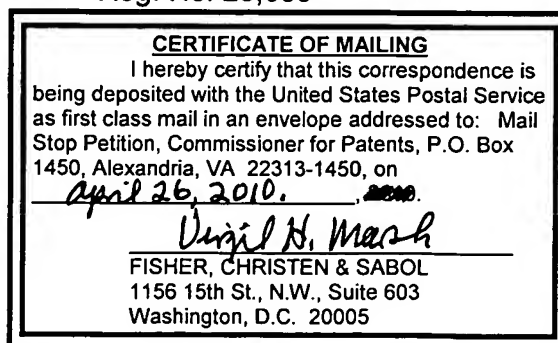 CERTIFICATE OF MAILING
I hereby certify that this correspondence is
being deposited with the United States Postal Service
as first class mail in an envelope addressed to: Mail
Stop Petition, Commissioner for Patents, P.O. Box
1450, Alexandria, VA 22313-1450, on
april 26, 2010. , .
Virgil H. Marsh
FISHER, CHRISTEN & SABOL
1156 15th St., N.W., Suite 603
Washington, D.C. 20005